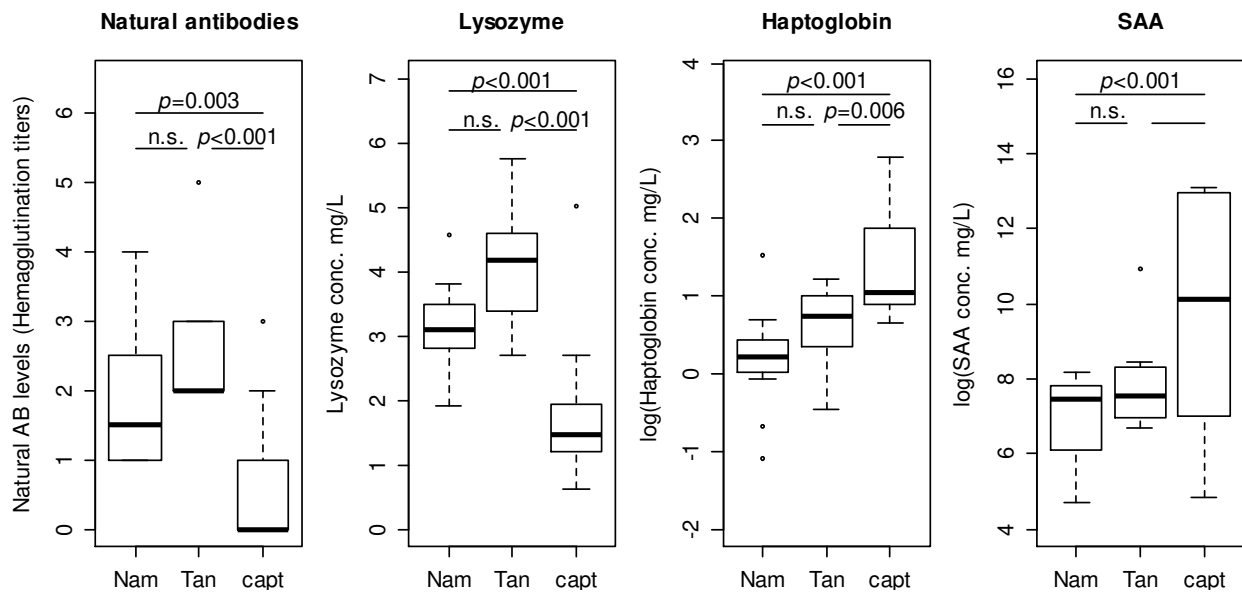 Natural antibodies
Natural AB levels (Hemagglutination titers)
6
5
4
3
2
1
0
p=0.003
n.s. p<0.001
Nam Tan capt
Lysozyme
Lysozyme conc. mg/L
7
6
5
4
3
2
1
0
p<0.001
n.s. p<0.001
Nam Tan capt
Haptoglobin
log(Haptoglobin conc. mg/L)
4
3
2
1
0
-1
-2
p<0.001
n.s. p=0.006
Nam Tan capt
SAA
log(SAA conc. mg/L)
16
14
12
10
8
6
4
p<0.001
n.s.
Nam Tan capt